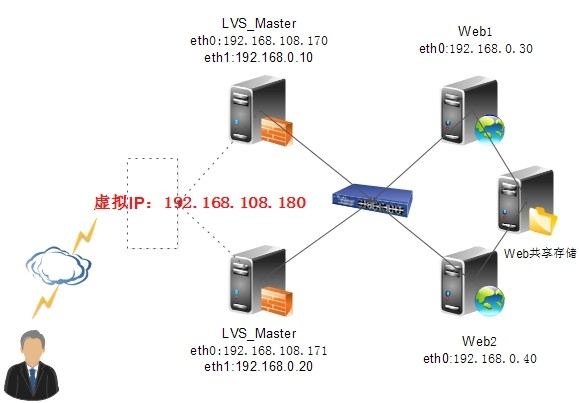 LVS_Master
eth0:192.168.108.170
eth1:192.168.0.10
Web1
eth0:192.168.0.30
虚拟IP：192.168.108.180
Web共享存储
LVS_Master
eth0:192.168.108.171
eth1:192.168.0.20
Web2
eth0:192.168.0.40